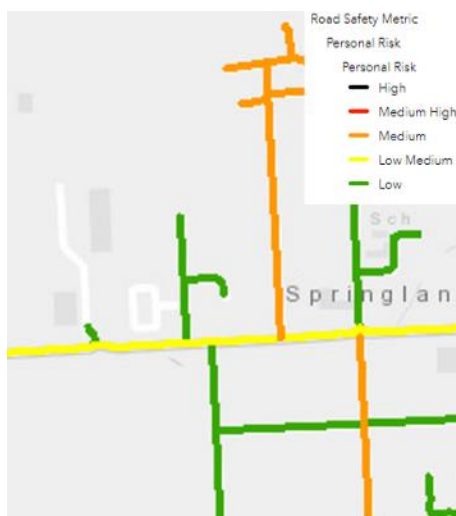 Road Safety Metric
Personal Risk
Personal Risk
High
Medium High
Medium
Low Medium
Low
Sch
Springlan